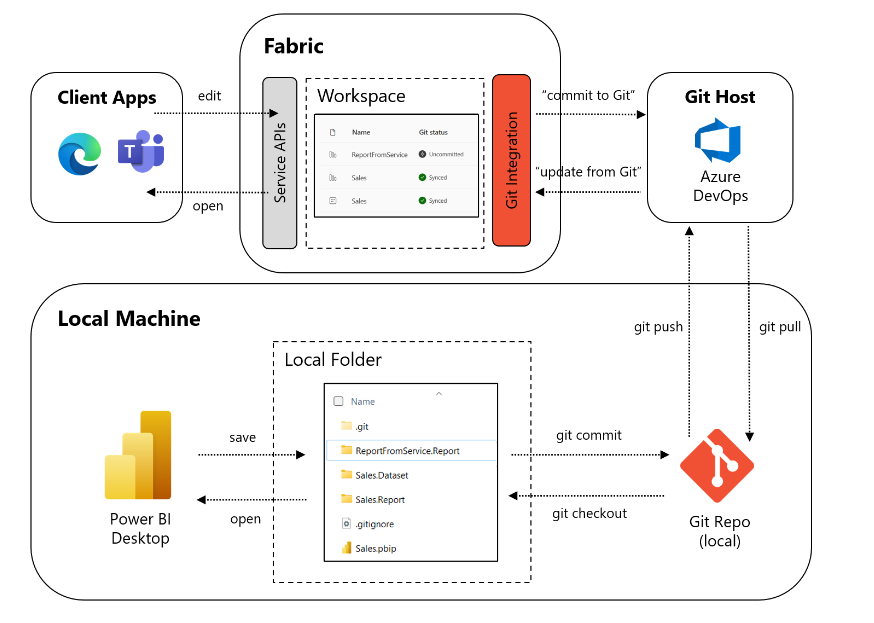 Fabric
Client Apps
edit
open
Service APIs
Workspace
Name Git status
ReportFromService Uncommitted
Sales Synced
Sales Synced
Git Integration
“commit to Git”
“update from Git”
Git Host
Azure
DevOps
git push
git pull
Local Machine
Local Folder
Name
.git
ReportFromService.Report
Sales.Dataset
Sales.Report
.gitignore
Sales.pbip
save
open
Power BI
Desktop
git commit
git checkout
Git Repo
(local)